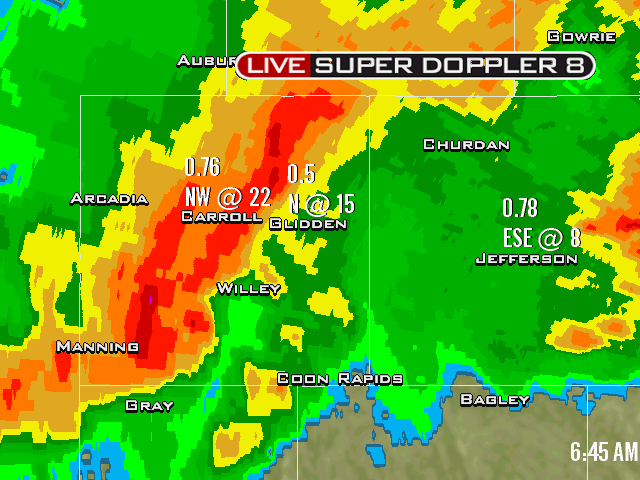 Gowrie
LIVE SUPER DOPPLER 8
Churdan
0.76
NW @ 22
0.5
N @ 15
Arcadia
Carroll
Glidden
0.78
ESE @ 8
Jefferson
Willey
Manning
Coon Rapids
Gray
Bagley
6:45 AM